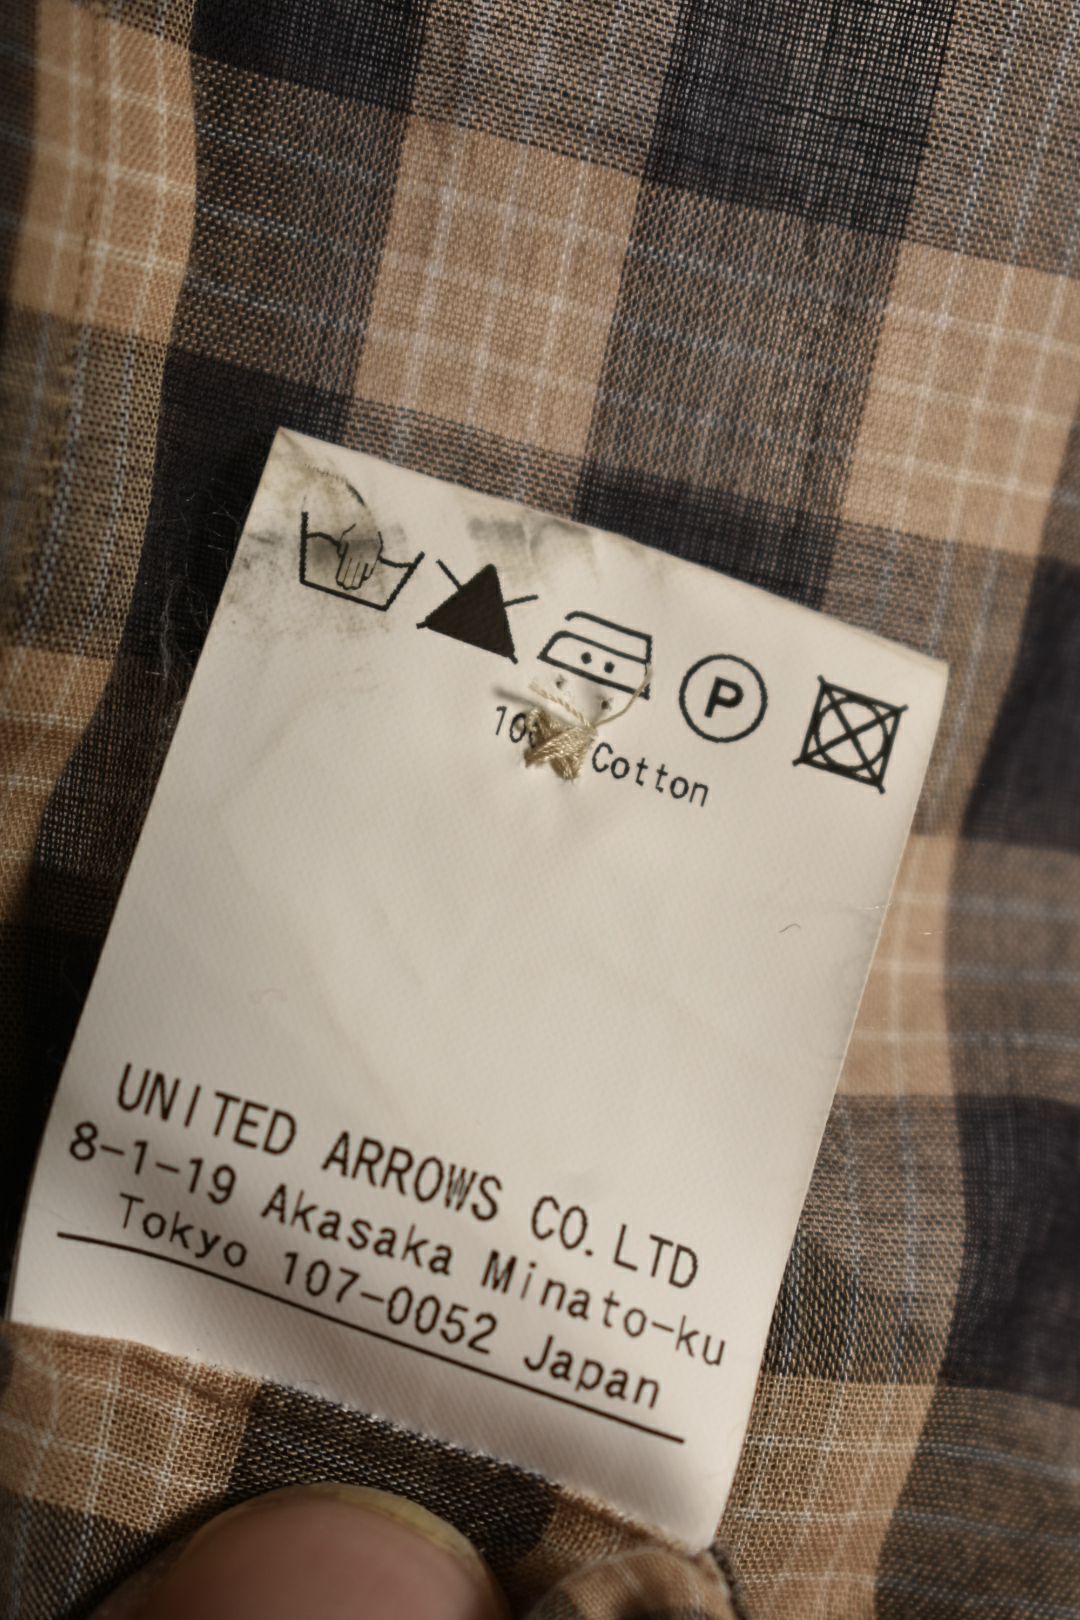 P
Cotton
UNITED ARROWS CO. LTD
8-1-19 Akasaka Minato-ku
Tokyo 107-0052 Japan